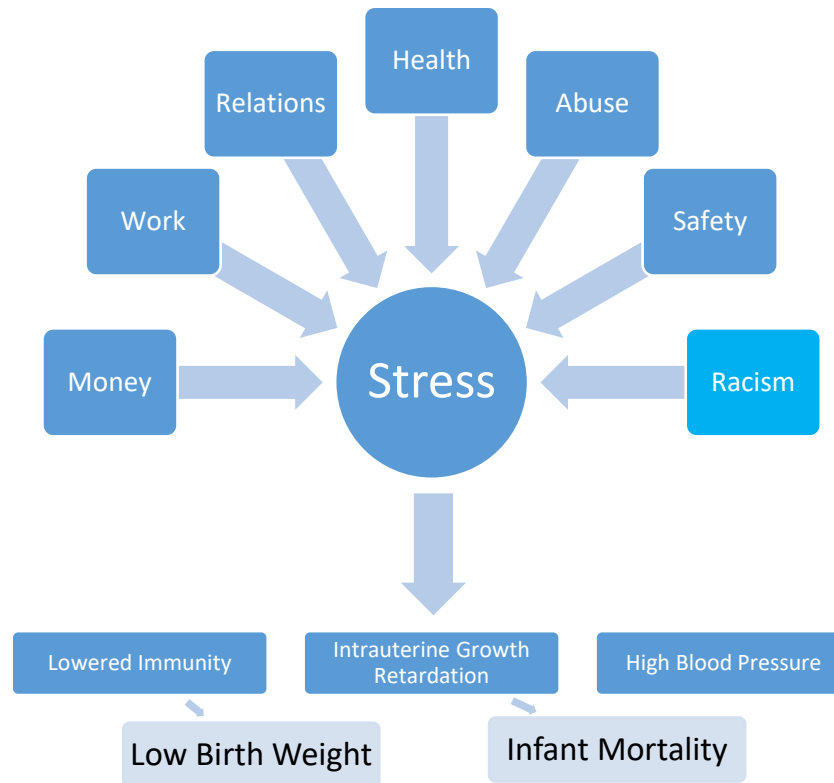 Health
Relations
Abuse
Work
Safety
Money
Stress
Racism
Lowered Immunity
Intrauterine Growth
Retardation
High Blood Pressure
Low Birth Weight
Infant Mortality